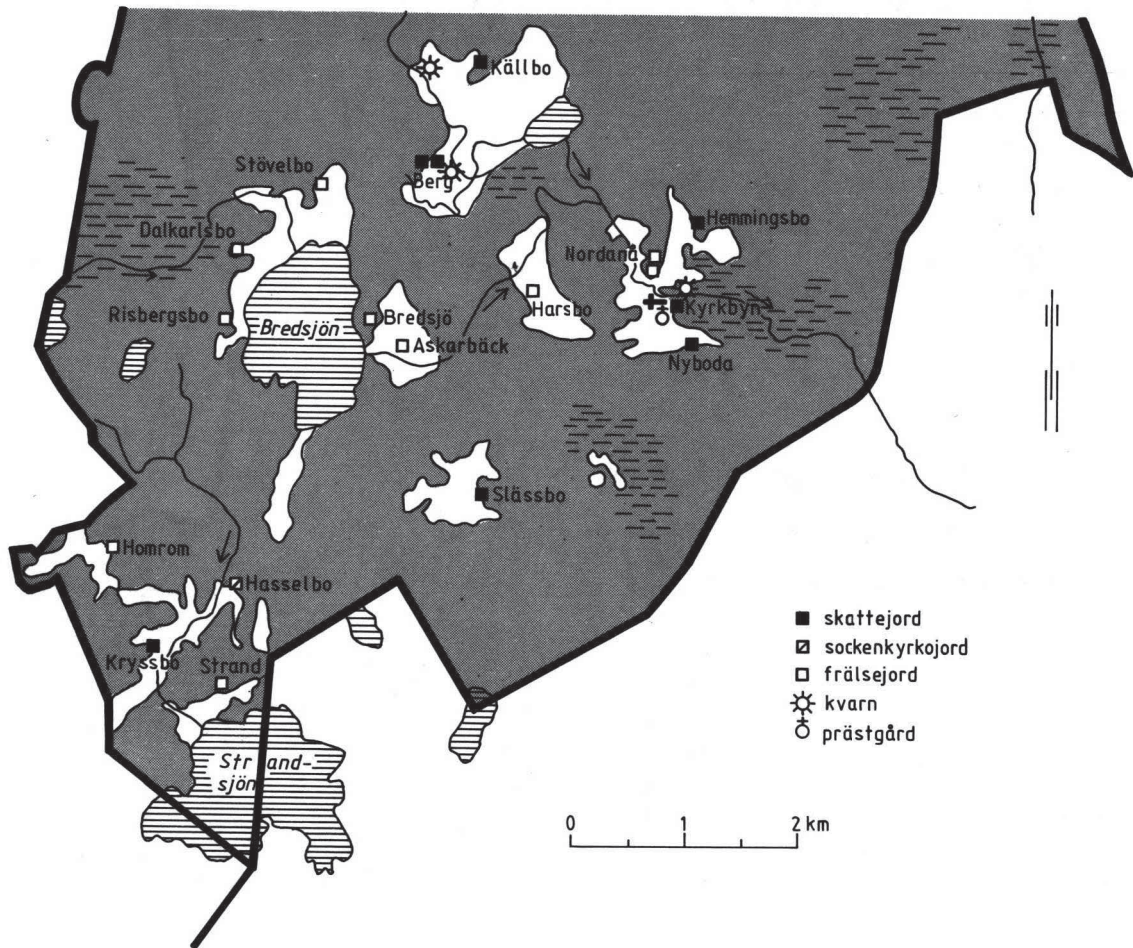 Källbo
Stövelbo
Berg
Hemmingsbo
Dalkarlsbo
Nordanå
Risbergsbo
Bredsjön
Bredsjö
Harsbo
Kyrkbyn
Askarbäck
Nyboda
Slässbo
Homrom
Hasselbo
Kryssbo
Strand
Strand-
sjön
skattejord
sockenkyrkojord
frälsejord
kvarn
prästgård
0 1 2 km